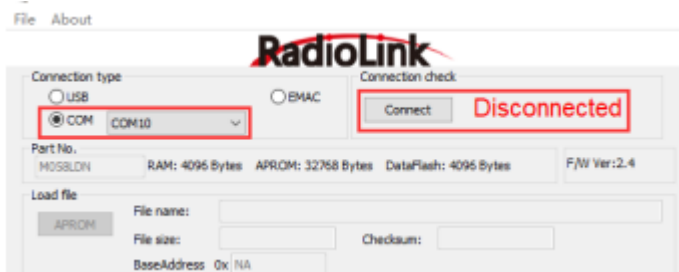 File About
RadioLink
Connection type
Connection check
USB
EMAC
COM COM10
Connect Disconnected
Part No.
M058LDN RAM: 4096 Bytes APROM: 32768 Bytes DataFlash: 4096 Bytes F/W Ver:2.4
Load file
APROM
File name:
File size: Checksum:
BaseAddress 0x NA